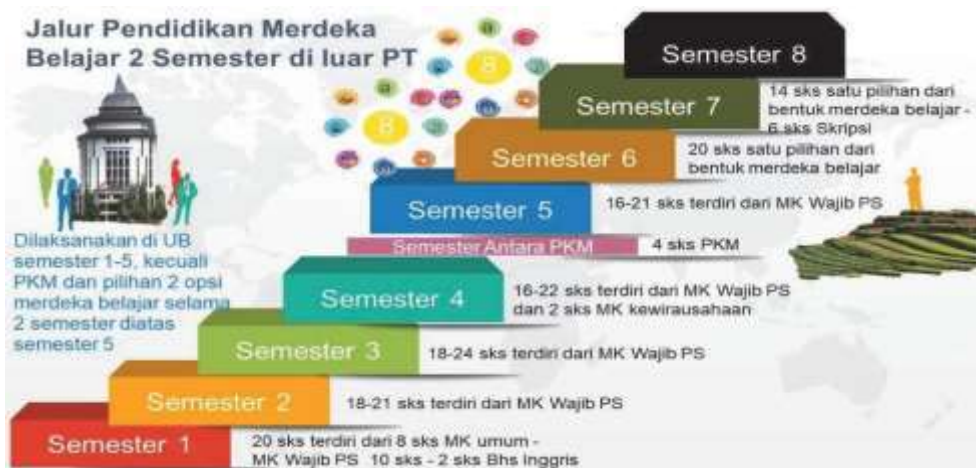 Jalur Pendidikan Merdeka
Belajar 2 Semester di luar PT
8
8
Semester 8
Semester 7
14 sks satu pilihan dari
bentuk merdeka belajar -
6 sks Skripsi
Semester 6
20 sks satu pilihan dari
bentuk merdeka belajar
Semester 5
16-21 sks terdiri dari MK Wajib PS
Semester Antara PKM
4 sks PKM
Dilaksanakan di UB
semester 1-5, kecuali
PKM dan pilihan 2 opsi
merdeka belajar selama
2 semester diatas
semester 5
Semester 4
16-22 sks terdiri dari MK Wajib PS
dan 2 sks MK kewirausahaan
Semester 3
18-24 sks terdiri dari MK Wajib PS
Semester 2
18-21 sks terdiri dari MK Wajib PS
Semester 1
20 sks terdiri dari 8 sks MK umum -
MK Wajib PS 10 sks - 2 sks Bhs Inggris